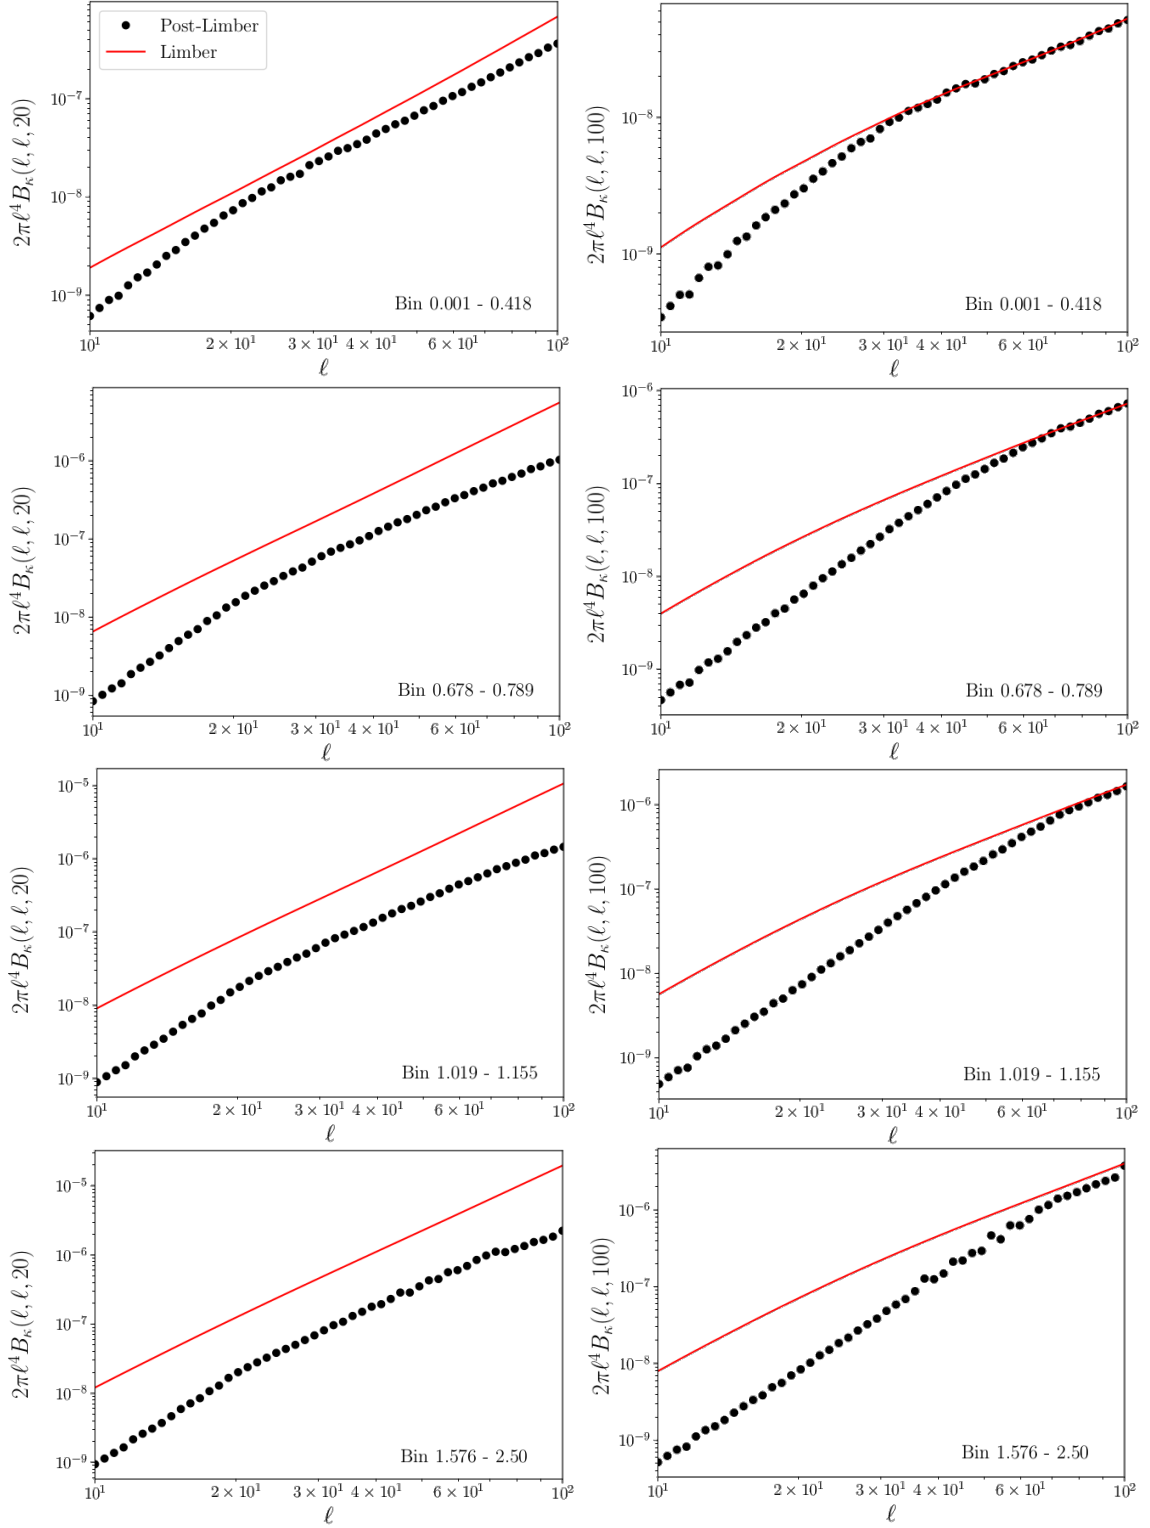 Post-Limber
Limber
2πℓ⁴Bκ(ℓ, ℓ, 20)
10⁻⁷
10⁻⁸
10⁻⁹
Bin 0.001 - 0.418
10¹ 2 × 10¹ 3 × 10¹ 4 × 10¹ 6 × 10¹ 10²
ℓ
2πℓ⁴Bκ(ℓ, ℓ, 100)
10⁻⁸
10⁻⁹
Bin 0.001 - 0.418
10¹ 2 × 10¹ 3 × 10¹ 4 × 10¹ 6 × 10¹ 10²
ℓ
2πℓ⁴Bκ(ℓ, ℓ, 20)
10⁻⁶
10⁻⁷
10⁻⁸
10⁻⁹
Bin 0.678 - 0.789
10¹ 2 × 10¹ 3 × 10¹ 4 × 10¹ 6 × 10¹ 10²
ℓ
2πℓ⁴Bκ(ℓ, ℓ, 100)
10⁻⁶
10⁻⁷
10⁻⁸
10⁻⁹
Bin 0.678 - 0.789
10¹ 2 × 10¹ 3 × 10¹ 4 × 10¹ 6 × 10¹ 10²
ℓ
2πℓ⁴Bκ(ℓ, ℓ, 20)
10⁻⁵
10⁻⁶
10⁻⁷
10⁻⁸
10⁻⁹
Bin 1.019 - 1.155
10¹ 2 × 10¹ 3 × 10¹ 4 × 10¹ 6 × 10¹ 10²
ℓ
2πℓ⁴Bκ(ℓ, ℓ, 100)
10⁻⁶
10⁻⁷
10⁻⁸
10⁻⁹
Bin 1.019 - 1.155
10¹ 2 × 10¹ 3 × 10¹ 4 × 10¹ 6 × 10¹ 10²
ℓ
2πℓ⁴Bκ(ℓ, ℓ, 20)
10⁻⁵
10⁻⁶
10⁻⁷
10⁻⁸
10⁻⁹
Bin 1.576 - 2.50
10¹ 2 × 10¹ 3 × 10¹ 4 × 10¹ 6 × 10¹ 10²
ℓ
2πℓ⁴Bκ(ℓ, ℓ, 100)
10⁻⁶
10⁻⁷
10⁻⁸
10⁻⁹
Bin 1.576 - 2.50
10¹ 2 × 10¹ 3 × 10¹ 4 × 10¹ 6 × 10¹ 10²
ℓ